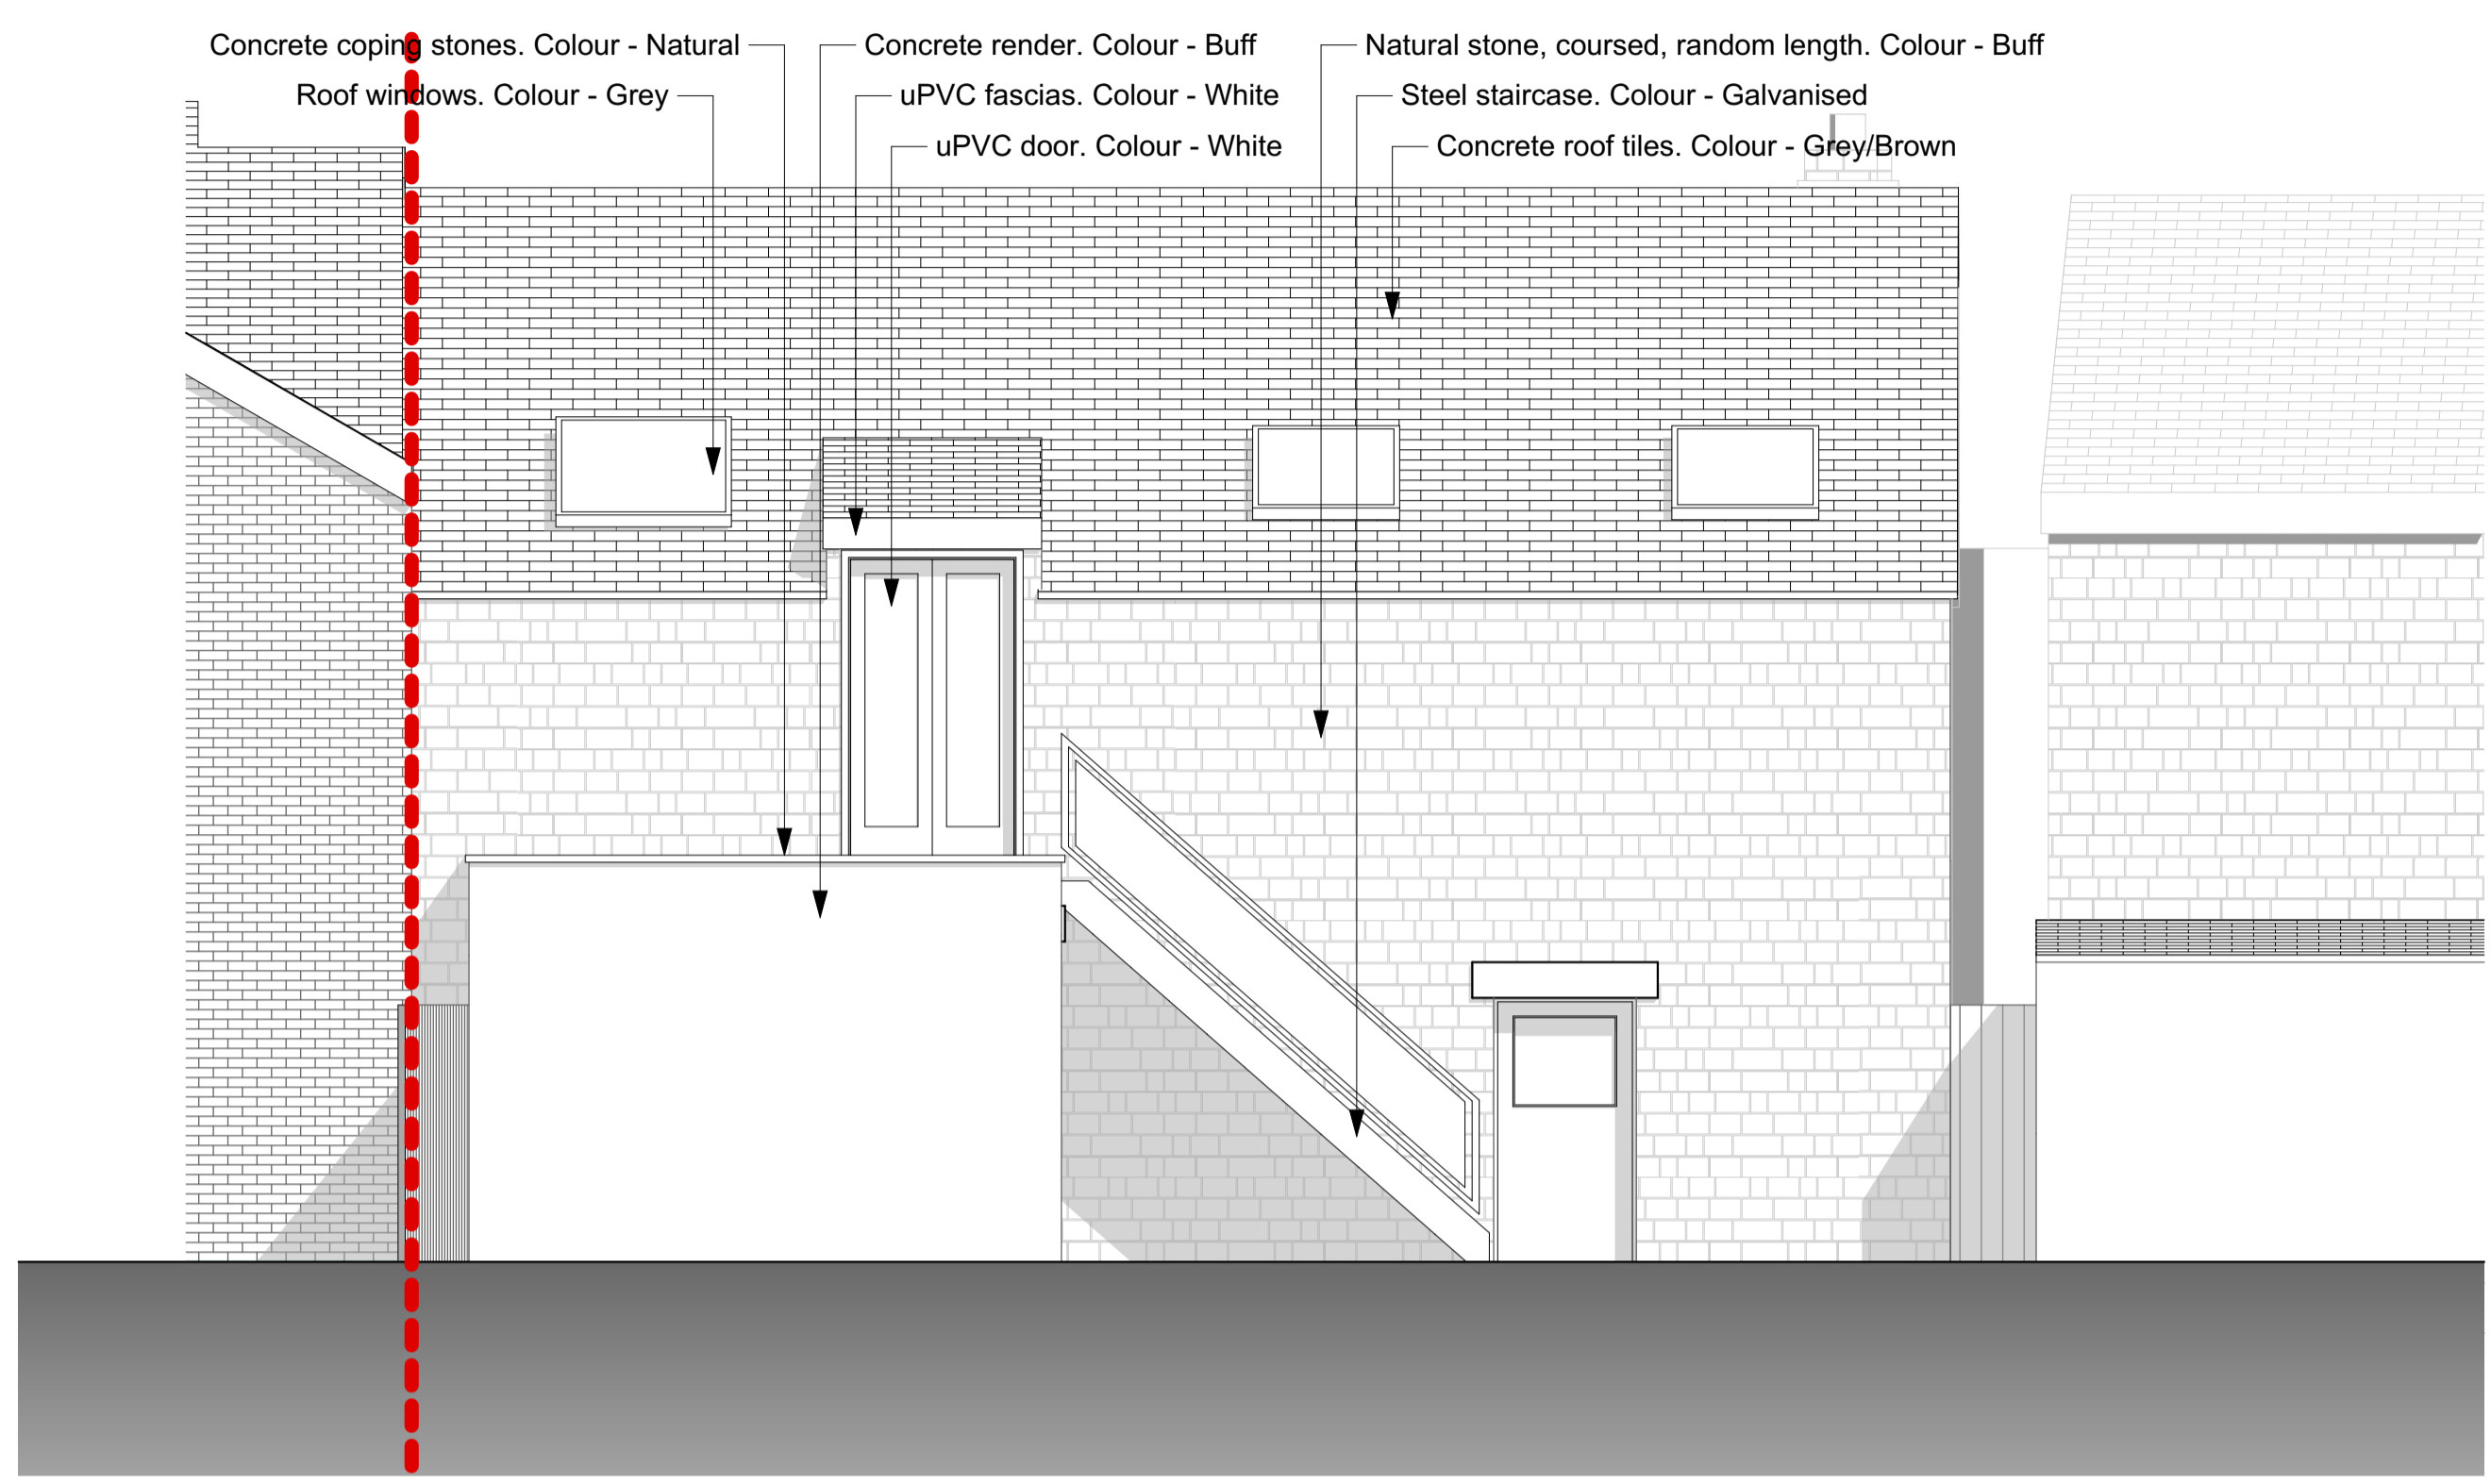 Concrete coping stones. Colour - Natural
Roof windows. Colour - Grey
Concrete render. Colour - Buff
uPVC fascias. Colour - White
uPVC door. Colour - White
Natural stone, coursed, random length. Colour - Buff
Steel staircase. Colour - Galvanised
Concrete roof tiles. Colour - Grey/Brown